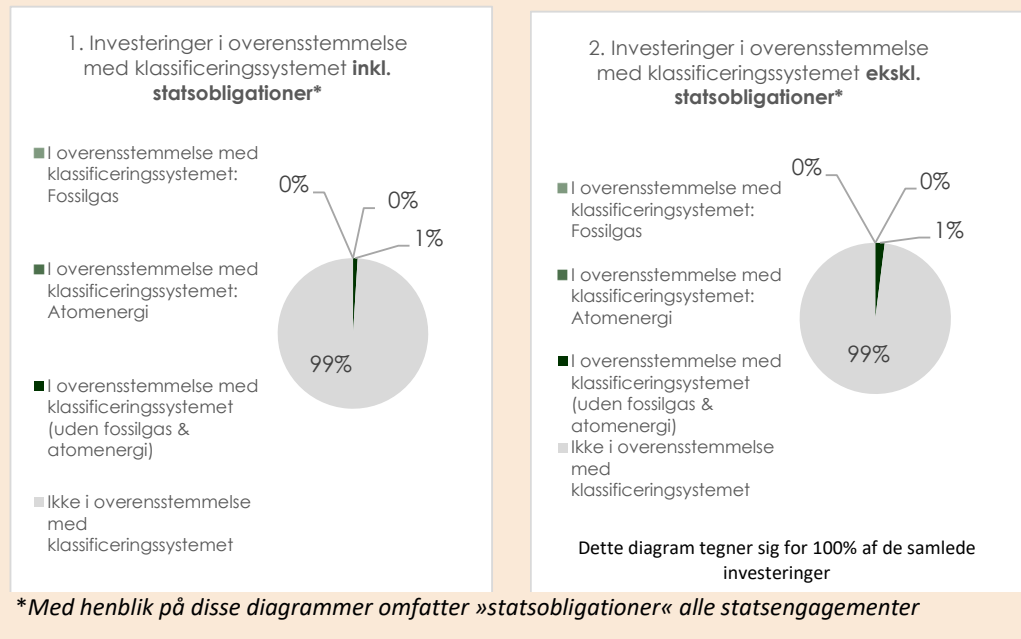 1. Investeringer i overensstemmelse
med klassificeringssystemet inkl.
statsobligationer*
I overensstemmelse med
klassificeringssystemet:
Fossilgas
I overensstemmelse med
klassificeringssystemet:
Atomenergi
I overensstemmelse med
klassificeringssystemet
(uden fossilgas &
atomenergi)
Ikke i overensstemmelse
med
klassificeringsystemet
0%
0%
1%
99%
2. Investeringer i overensstemmelse
med klassificeringssystemet ekskl.
statsobligationer*
I overensstemmelse med
klassificeringsystemet:
Fossilgas
I overensstemmelse med
klassificeringssystemet:
Atomenergi
I overensstemmelse med
klassificeringssystemet
(uden fossilgas &
atomenergi)
Ikke i overensstemmelse
med
klassificeringsystemet
0%
0%
1%
99%
Dette diagram tegner sig for 100% af de samlede
investeringer
*Med henblik på disse diagrammer omfatter »statsobligationer« alle statsengagementer